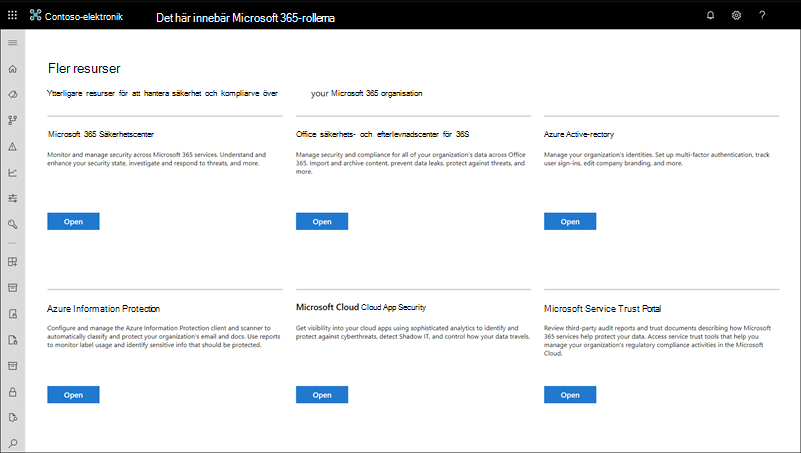 Contoso-elektronik Det här innebär Microsoft 365-rollerna ?
Fler resurser
Ytterligare resurser för att hantera säkerhet och kompliarve över your Microsoft 365 organisation
Microsoft 365 Säkerhetscenter
Monitor and manage security across Microsoft 365 services. Understand and
enhance your security state, investigate and respond to threats, and more.
Open
Office säkerhets- och efterlevnadscenter för 36S
Manage security and compliance for all of your organization's data across Office
365. Import and archive content, prevent data leaks, protect against threats, and
more.
Open
Azure Active-rectory
Manage your organization's identities. Set up multi-factor authentication, track
user sign-ins, edit company branding, and more.
Open
Azure Information Protection
Configure and manage the Azure Information Protection client and scanner to
automatically classify and protect your organization's email and docs. Use reports
to monitor label usage and identify sensitive info that should be protected.
Open
Microsoft Cloud Cloud App Security
Get visibility into your cloud apps using sophisticated analytics to identify and
protect against cyberthreats, detect Shadow IT, and control how your data travels.
Open
Microsoft Service Trust Portal
Review third-party audit reports and trust documents describing how Microsoft
365 services help protect your data. Access service trust tools that help you
manage your organization's regulatory compliance activities in the Microsoft
Cloud.
Open